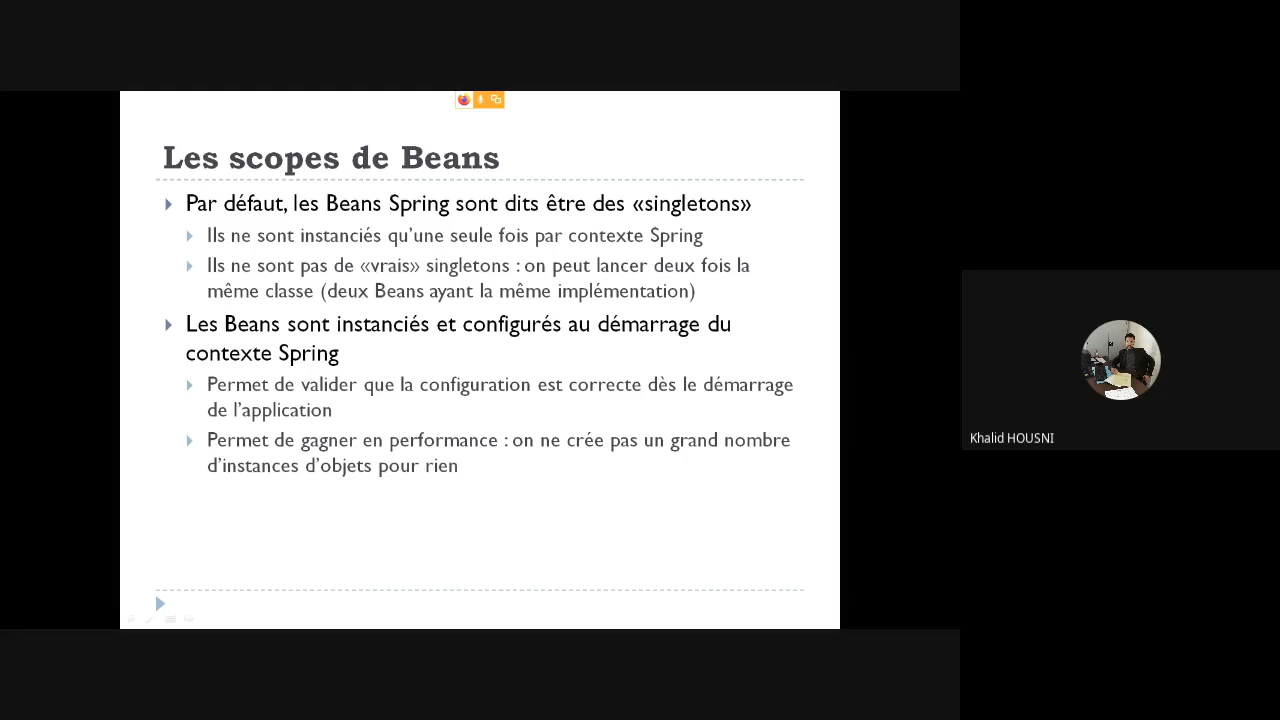 Les scopes de Beans
Par défaut, les Beans Spring sont dits être des «singletons»
Ils ne sont instanciés qu’une seule fois par contexte Spring
Ils ne sont pas de «vrais» singletons : on peut lancer deux fois la
même classe (deux Beans ayant la même implémentation)
Les Beans sont instanciés et configurés au démarrage du
contexte Spring
Permet de valider que la configuration est correcte dès le démarrage
de l’application
Permet de gagner en performance : on ne crée pas un grand nombre
d’instances d’objets pour rien
Khalid HOUSNI